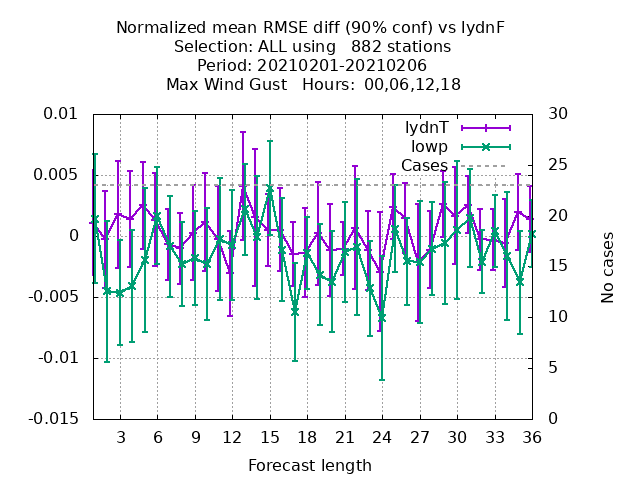 Normalized mean RMSE diff (90% conf) vs IydnF
Selection: ALL using   882 stations
Period: 20210201-20210206
Max Wind Gust   Hours:  00,06,12,18
IydnT
Iowp
Cases
0.01
0.005
0
-0.005
-0.01
-0.015
30
25
20
15
10
5
0
No cases
3 6 9 12 15 18 21 24 27 30 33 36
Forecast length